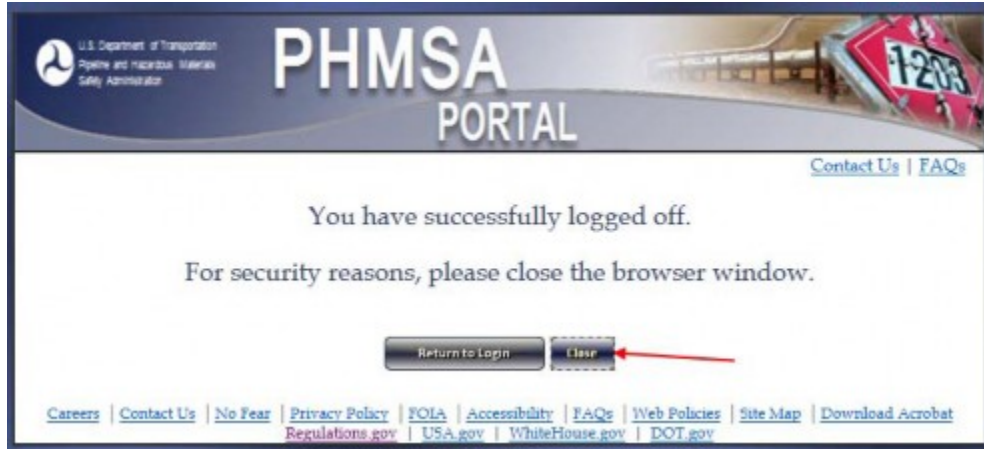 U.S. Department of Transportation
Pipeline and Hazardous Materials
Safety Administration
PHMSA
PORTAL
1203
Contact Us | FAQs
You have successfully logged off.
For security reasons, please close the browser window.
Return to Login Close
Careers | Contact Us | No Fear | Privacy Policy | FOIA | Accessibility | FAQs | Web Policies | Site Map | Download Acrobat
Regulations.gov | USA.gov | WhiteHouse.gov | DOT.gov